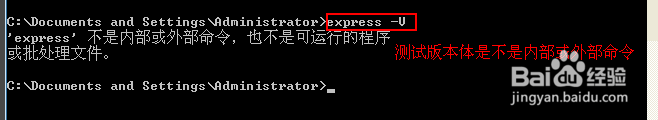 C:\Documents and Settings\Administrator>express -V
'express' 不是内部或外部命令，也不是可运行的程序
或批处理文件。
测试版本体是不是内部或外部命令
C:\Documents and Settings\Administrator>_
Baidu经验
jingyan.baidu.com